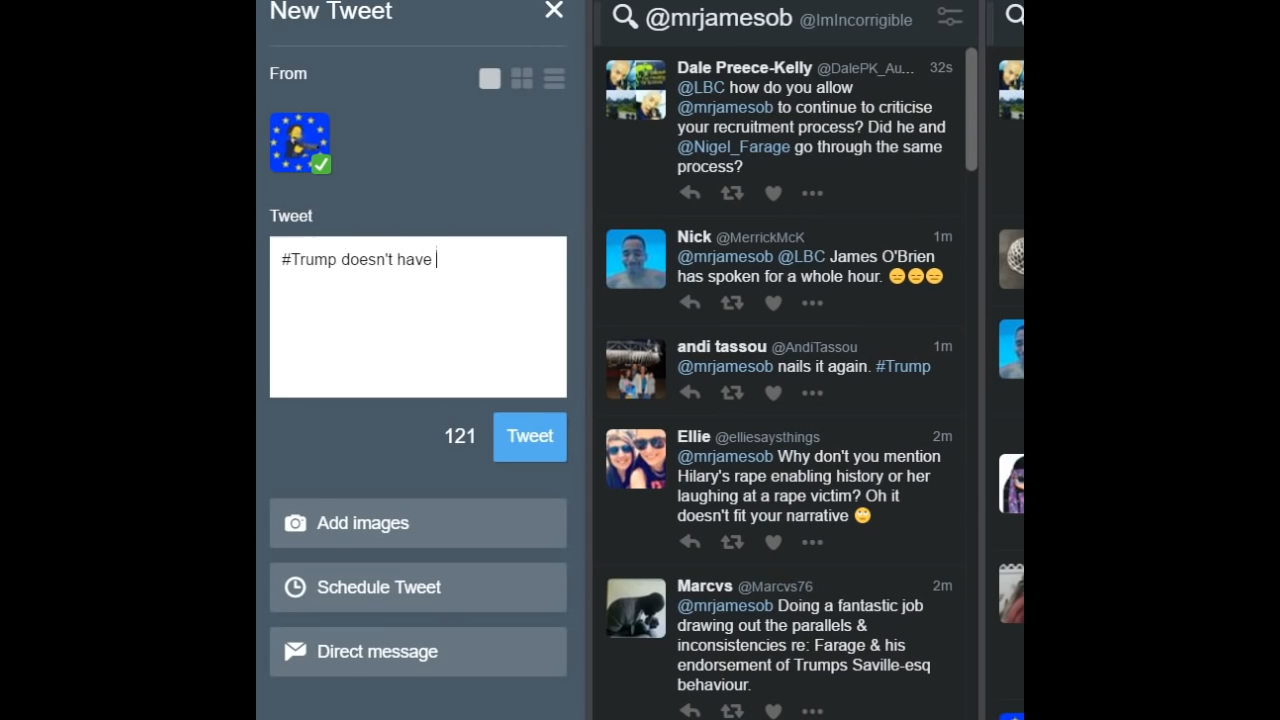 New Tweet
From
Tweet
#Trump doesn't have
121 Tweet
Add images
Schedule Tweet
Direct message
@mrjamesob @ImIncorrigible
Dale Preece-Kelly @DalePK_Au... 32s
@LBC how do you allow
@mrjamesob to continue to criticise
your recruitment process? Did he and
@Nigel_Farage go through the same
process?
Nick @MerrickMcK 1m
@mrjamesob @LBC James O'Brien
has spoken for a whole hour. 😑😑😑
andi tassou @AndiTassou 1m
@mrjamesob nails it again. #Trump
Ellie @elliesaysthings 2m
@mrjamesob Why don't you mention
Hilary's rape enabling history or her
laughing at a rape victim? Oh it
doesn't fit your narrative 🙄
Marcvs @Marcvs76 2m
@mrjamesob Doing a fantastic job
drawing out the parallels &
inconsistencies re: Farage & his
endorsement of Trumps Saville-esq
behaviour.